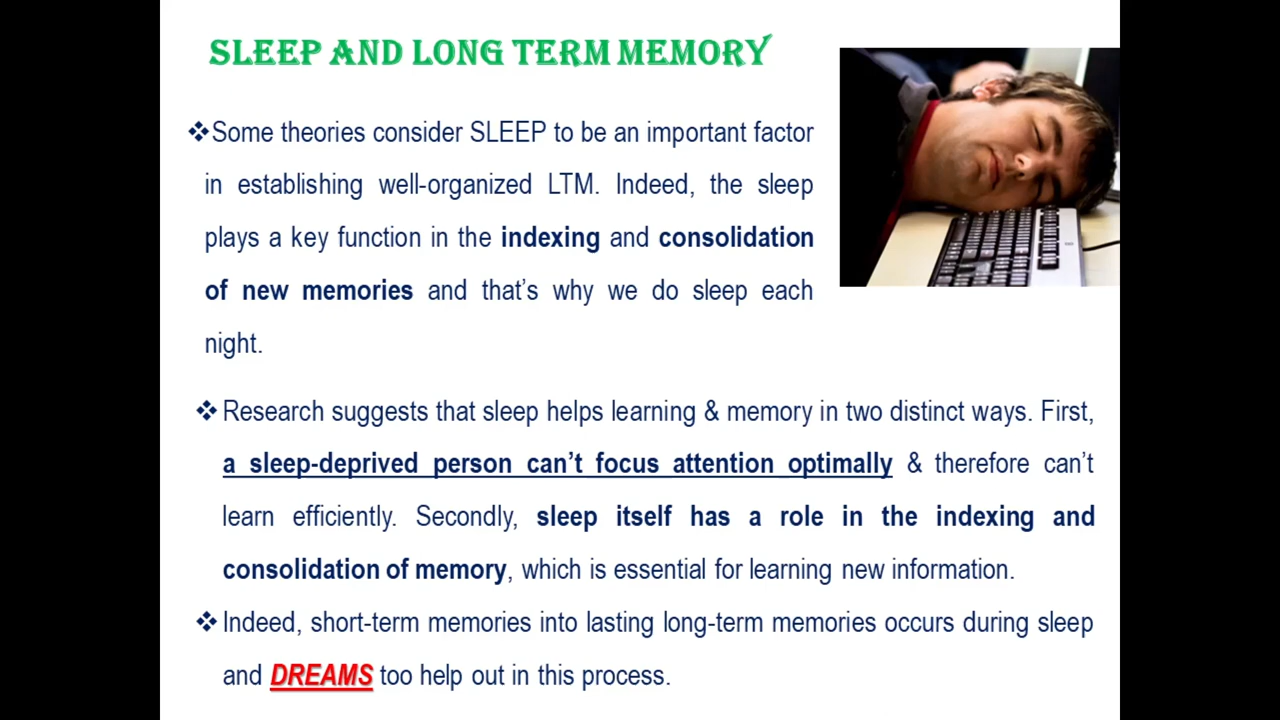 SLEEP AND LONG TERM MEMORY
❖Some theories consider SLEEP to be an important factor
in establishing well-organized LTM. Indeed, the sleep
plays a key function in the indexing and consolidation
of new memories and that’s why we do sleep each
night.
❖Research suggests that sleep helps learning & memory in two distinct ways. First,
a sleep-deprived person can’t focus attention optimally & therefore can’t
learn efficiently. Secondly, sleep itself has a role in the indexing and
consolidation of memory, which is essential for learning new information.
❖Indeed, short-term memories into lasting long-term memories occurs during sleep
and DREAMS too help out in this process.